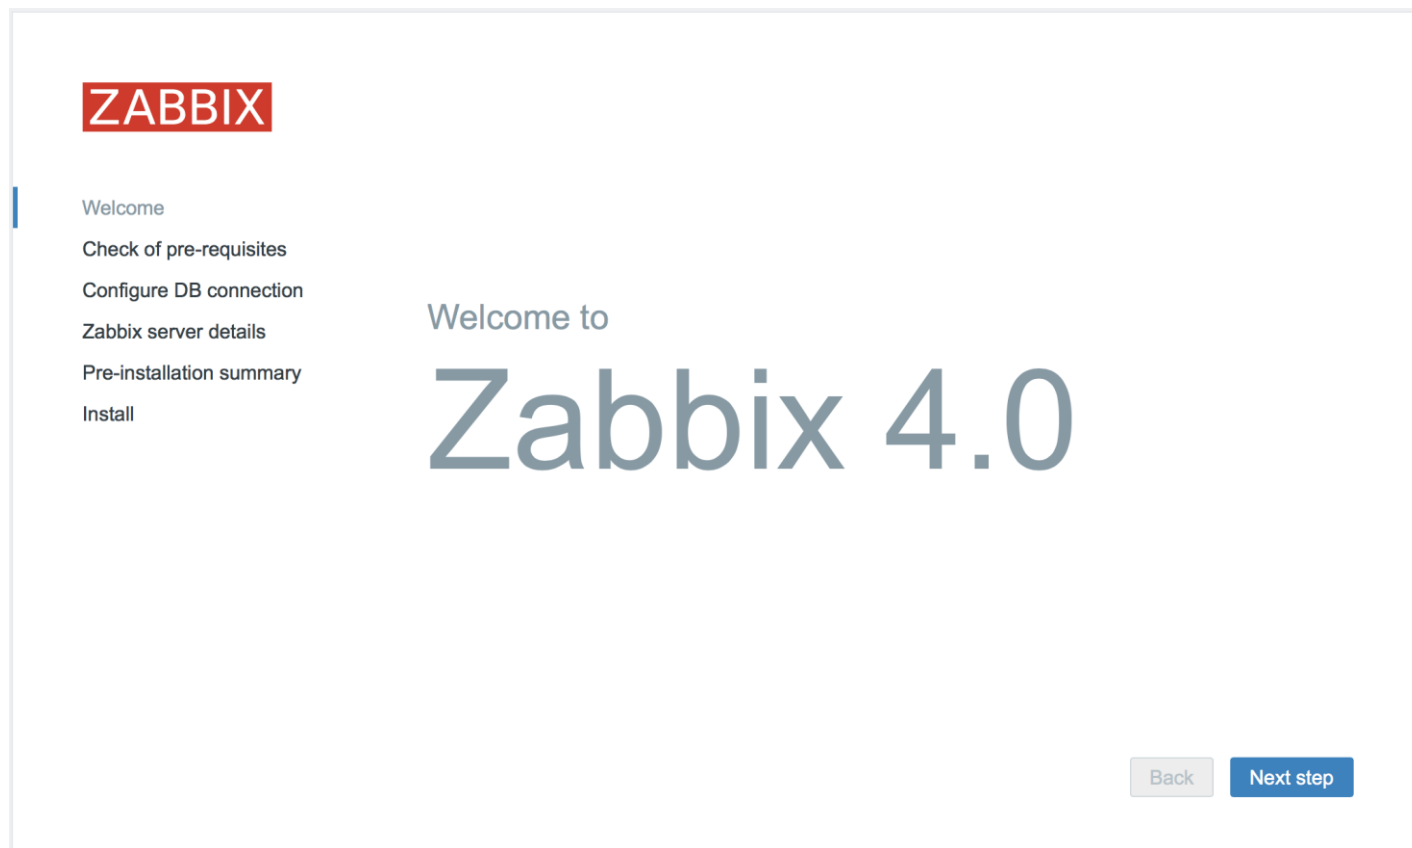 ZABBIX
Welcome
Check of pre-requisites
Configure DB connection
Zabbix server details
Pre-installation summary
Install
Welcome to
Zabbix 4.0
Back
Next step